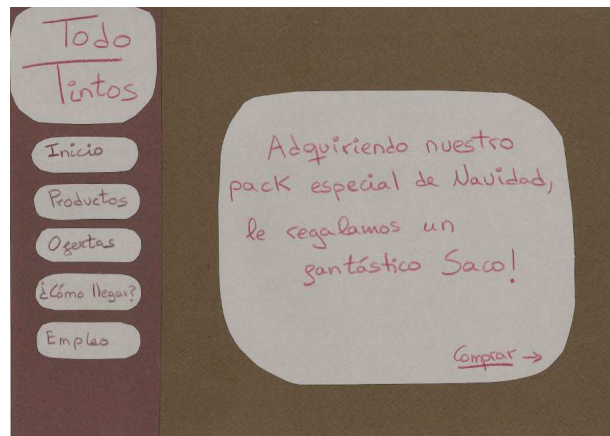 Todo
Tintos
Inicio
Productos
Ofertas
¿Cómo llegar?
Empleo
Adquiriendo nuestro
pack especial de Navidad,
le regalamos un
fantástico Saco!
Comprar →